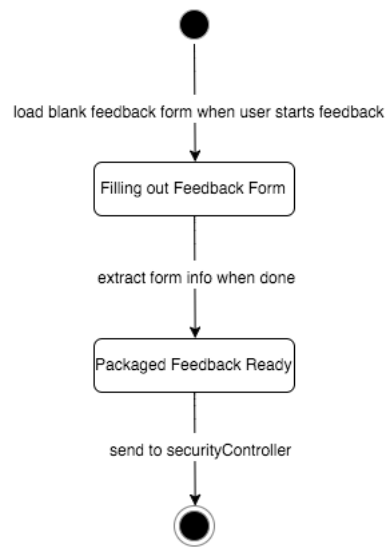 load blank feedback form when user starts feedback
Filling out Feedback Form
extract form info when done
Packaged Feedback Ready
send to securityController